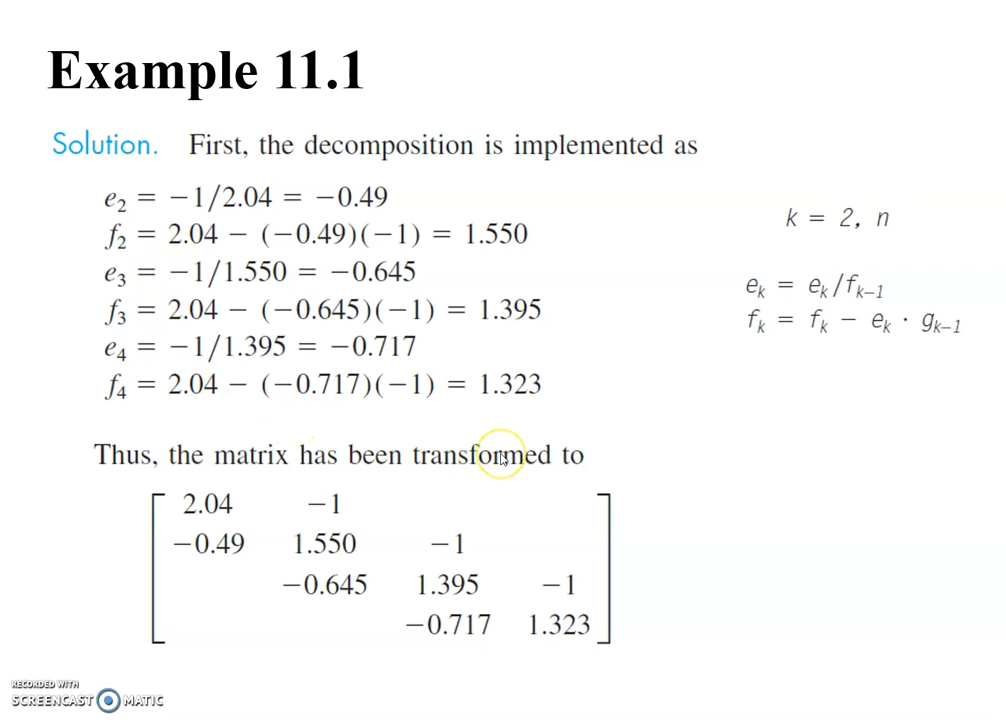 Example 11.1
Solution. First, the decomposition is implemented as
e₂ = −1/2.04 = −0.49
f₂ = 2.04 − (−0.49)(−1) = 1.550
e₃ = −1/1.550 = −0.645
f₃ = 2.04 − (−0.645)(−1) = 1.395
e₄ = −1/1.395 = −0.717
f₄ = 2.04 − (−0.717)(−1) = 1.323
k = 2, n
eₖ = eₖ/fₖ₋₁
fₖ = fₖ − eₖ · gₖ₋₁
Thus, the matrix has been transformed to
2.04 −1
−0.49 1.550 −1
−0.645 1.395 −1
−0.717 1.323
RECORDED WITH
SCREENCAST MATIC